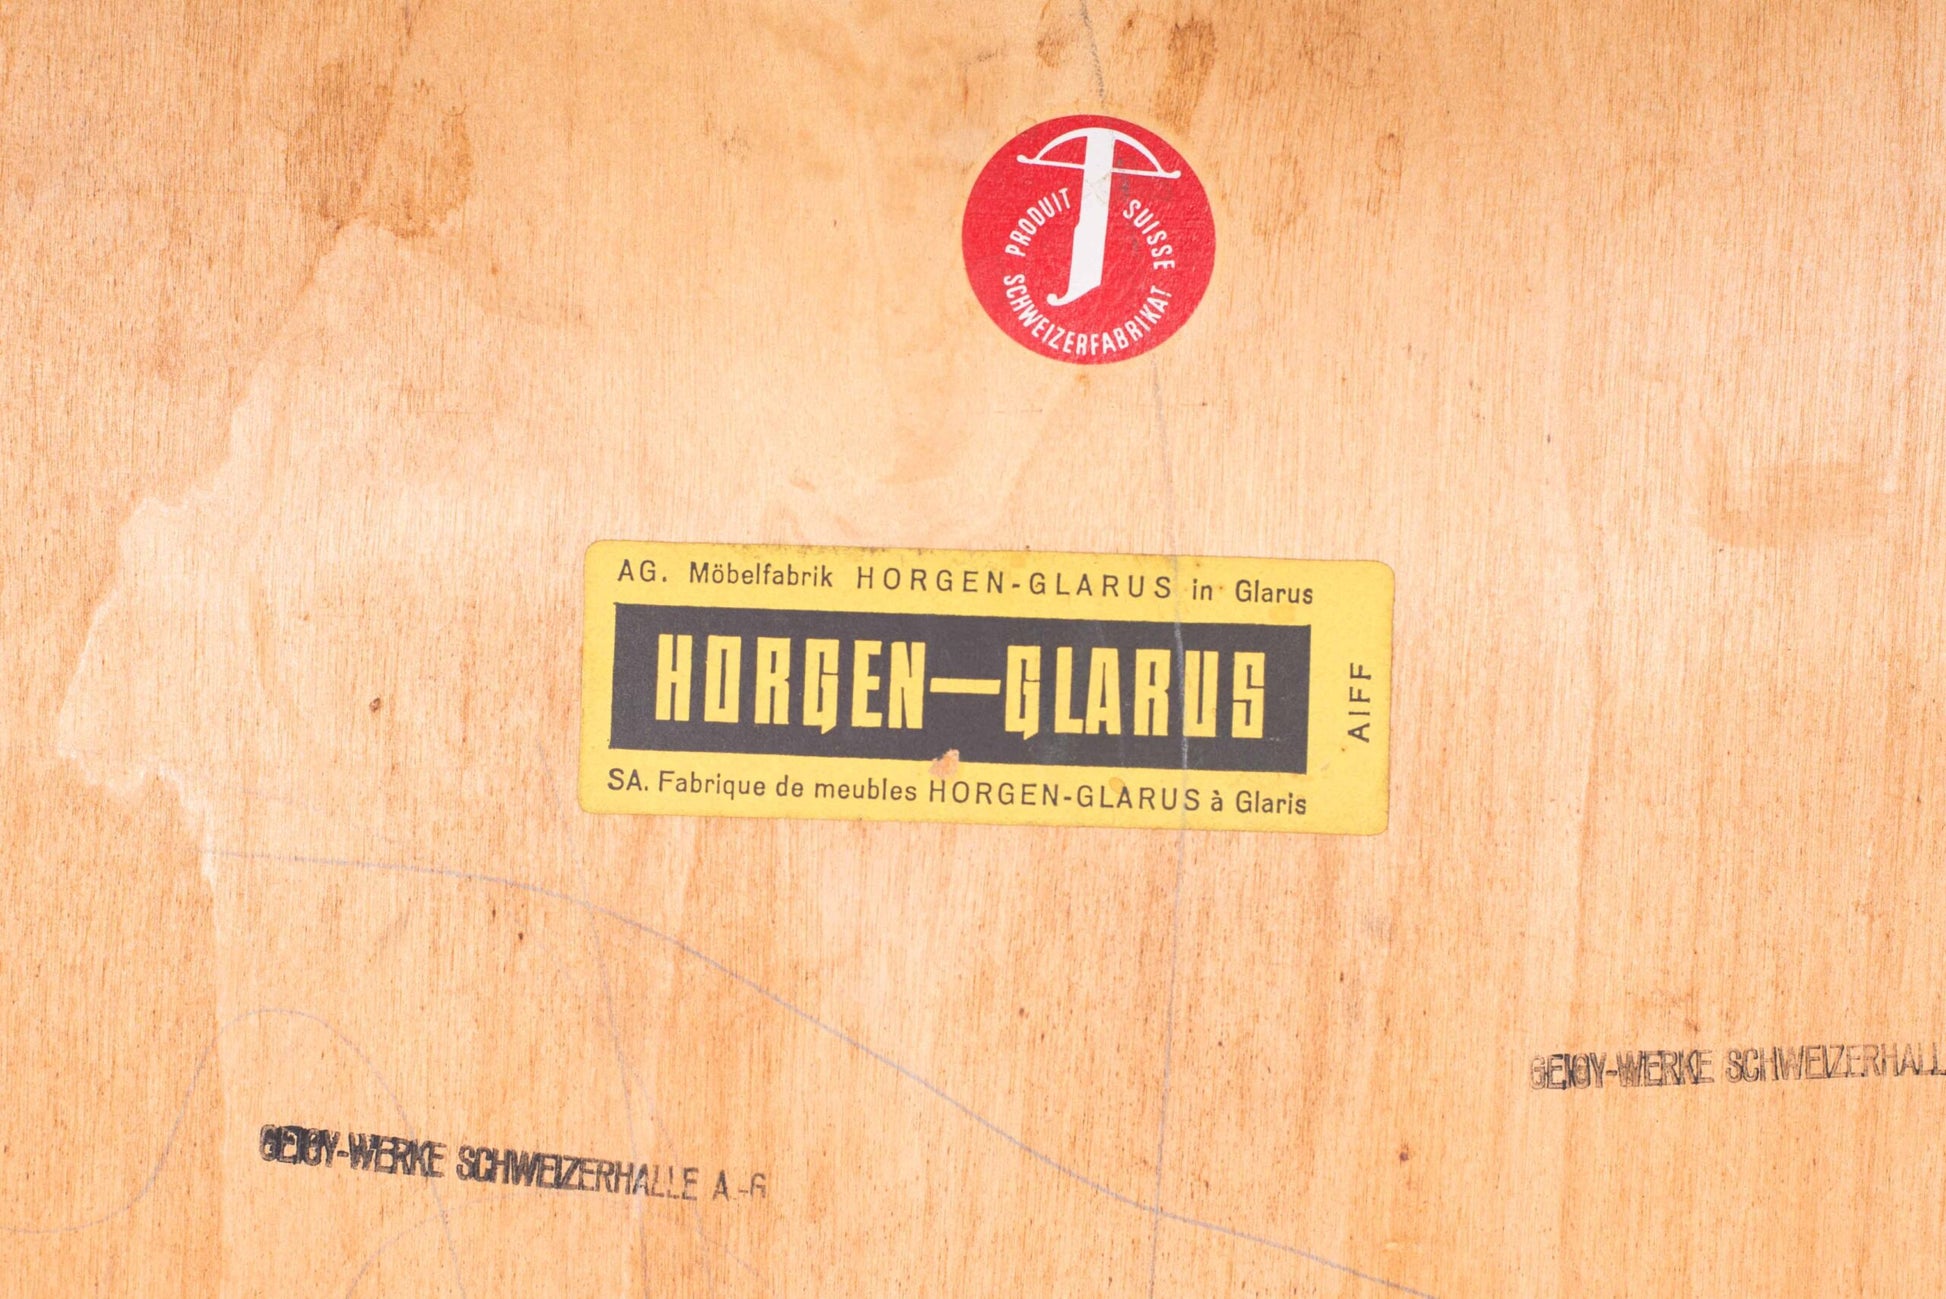 PRODUIT SUISSE
SCHWEIZERFABRIKAT
AG. Möbelfabrik HORGEN-GLARUS in Glarus
HORGEN—GLARUS
AIFF
SA. Fabrique de meubles HORGEN-GLARUS à Glaris
GEIGY-WERKE SCHWEIZERHALL
GEIGY-WERKE SCHWEIZERHALLE A.-G